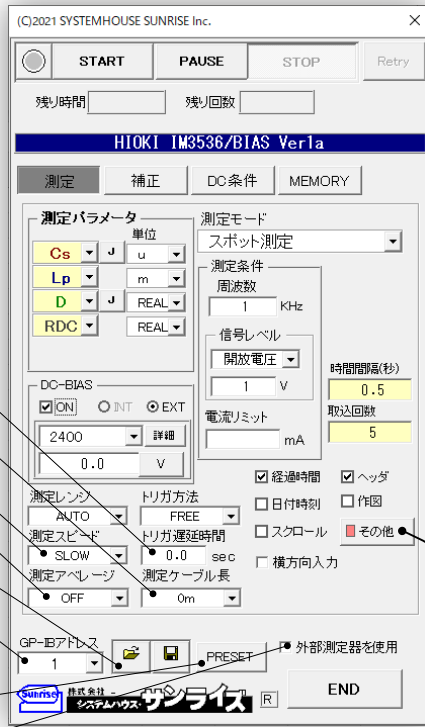 (C)2021 SYSTEMHOUSE SUNRISE Inc.
START PAUSE STOP Retry
残り時間 残り回数
HIOKI IM3536/BIAS Ver1a
測定 補正 DC条件 MEMORY
測定パラメータ
単位
Cs J u
Lp m
D J REAL
RDC REAL
測定モード
スポット測定
測定条件
周波数
1 KHz
信号レベル
開放電圧
1 V
電流リミット
mA
時間間隔(秒)
0.5
取込回数
5
DC-BIAS
ON INT EXT
2400 詳細
0.0 V
経過時間 ヘッダ
日付時刻 作図
スクロール その他
横方向入力
測定レンジ トリガ方法
AUTO FREE
測定スピード トリガ遅延時間
SLOW 0.0 sec
測定アベレージ 測定ケーブル長
OFF 0m
GP-IBアドレス
1 PRESET
外部測定器を使用
Sunrise 株式会社 システムハウス・サンライズ R END